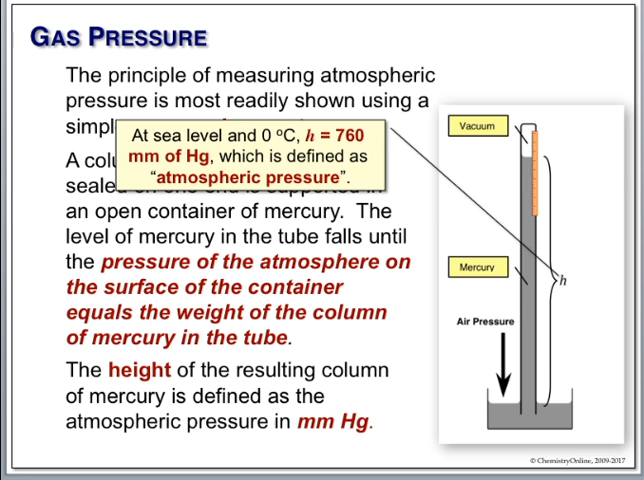 GAS PRESSURE
The principle of measuring atmospheric
pressure is most readily shown using a
At sea level and 0 ºC, h = 760
mm of Hg, which is defined as
“atmospheric pressure”.
A
an open container of mercury. The
level of mercury in the tube falls until
the pressure of the atmosphere on
the surface of the container
equals the weight of the column
of mercury in the tube.
The height of the resulting column
of mercury is defined as the
atmospheric pressure in mm Hg.
Vacuum
Mercury
h
Air Pressure
© ChemistryOnline, 2009-2017